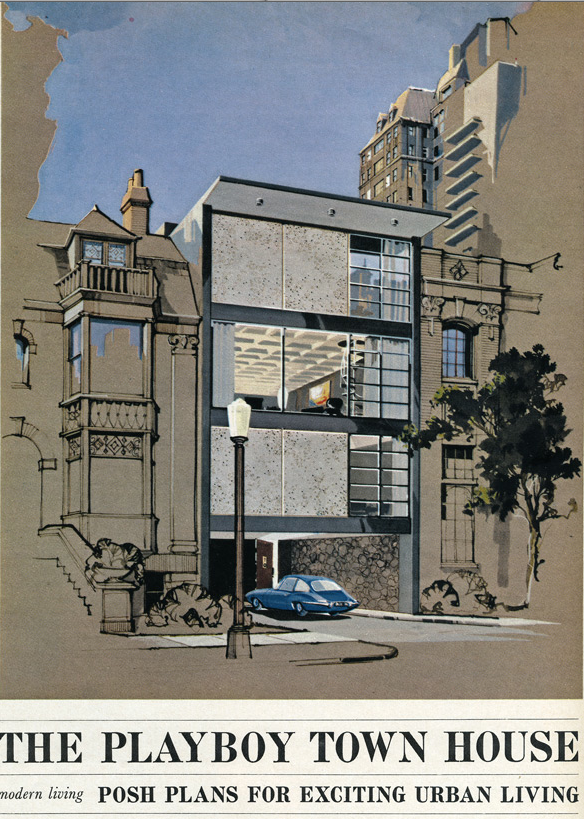 THE PLAYBOY TOWN HOUSE
modern living POSH PLANS FOR EXCITING URBAN LIVING